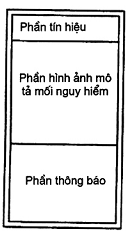 Phần tín hiệu
Phần hình ảnh mô
tả mối nguy hiểm
Phần thông báo